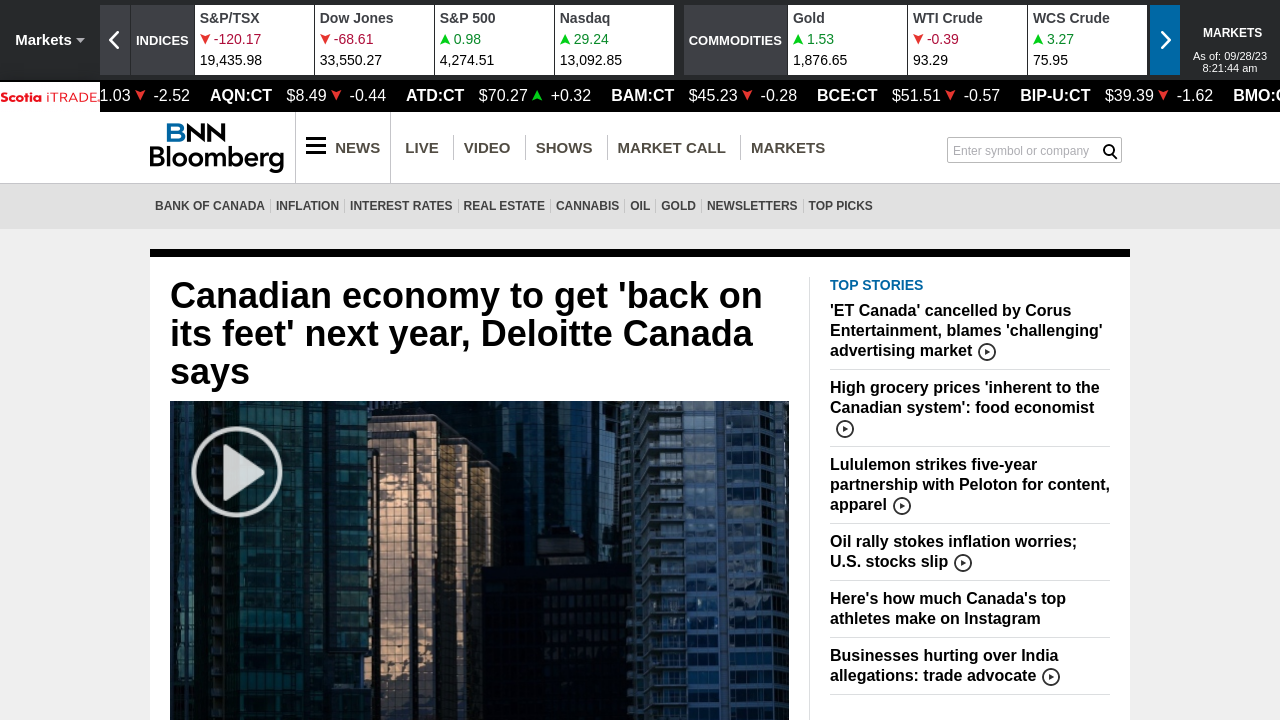 Markets
INDICES
S&P/TSX
-120.17
19,435.98
Dow Jones
-68.61
33,550.27
S&P 500
0.98
4,274.51
Nasdaq
29.24
13,092.85
COMMODITIES
Gold
1.53
1,876.65
WTI Crude
-0.39
93.29
WCS Crude
3.27
75.95
MARKETS
As of: 09/28/23
8:21:44 am
Scotia iTRADE 1.03 -2.52 AQN:CT $8.49 -0.44 ATD:CT $70.27 +0.32 BAM:CT $45.23 -0.28 BCE:CT $51.51 -0.57 BIP-U:CT $39.39 -1.62 BMO:C
BNN
Bloomberg
NEWS LIVE VIDEO SHOWS MARKET CALL MARKETS
Enter symbol or company
BANK OF CANADA INFLATION INTEREST RATES REAL ESTATE CANNABIS OIL GOLD NEWSLETTERS TOP PICKS
Canadian economy to get 'back on
its feet' next year, Deloitte Canada
says
TOP STORIES
'ET Canada' cancelled by Corus
Entertainment, blames 'challenging'
advertising market
High grocery prices 'inherent to the
Canadian system': food economist
Lululemon strikes five-year
partnership with Peloton for content,
apparel
Oil rally stokes inflation worries;
U.S. stocks slip
Here's how much Canada's top
athletes make on Instagram
Businesses hurting over India
allegations: trade advocate